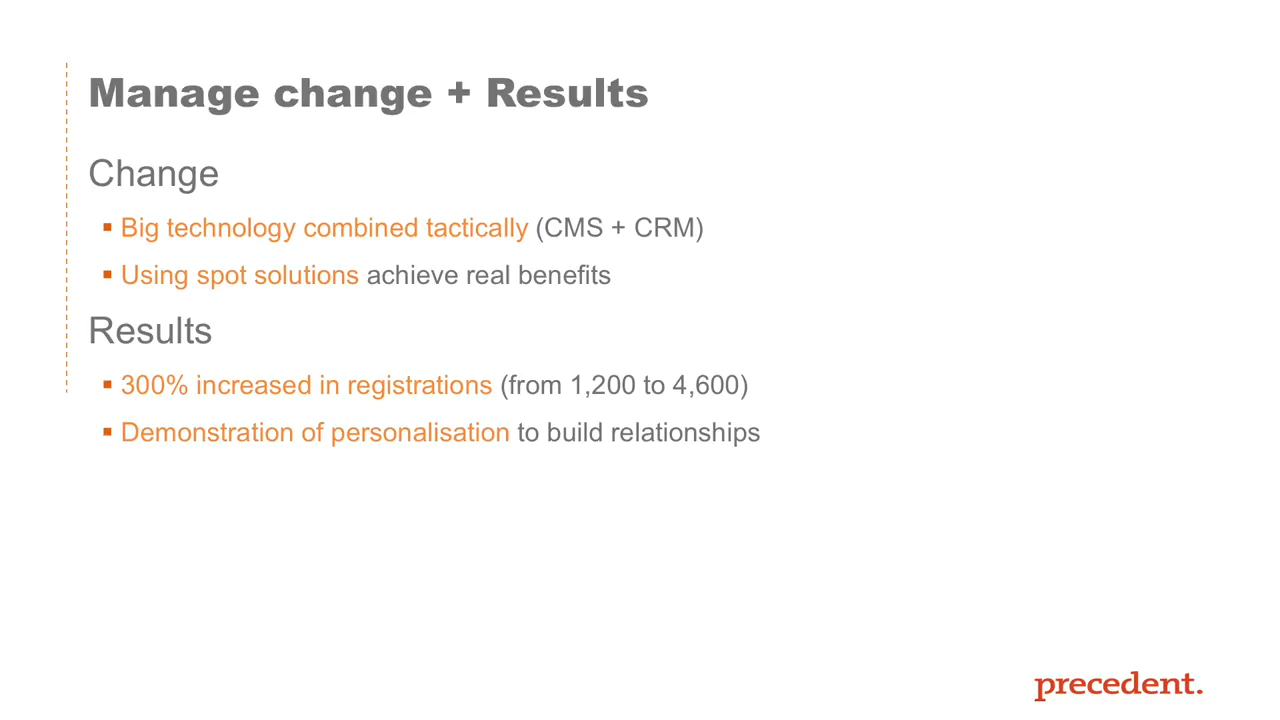 Manage change + Results
Change
▪ Big technology combined tactically (CMS + CRM)
▪ Using spot solutions achieve real benefits
Results
▪ 300% increased in registrations (from 1,200 to 4,600)
▪ Demonstration of personalisation to build relationships
precedent.